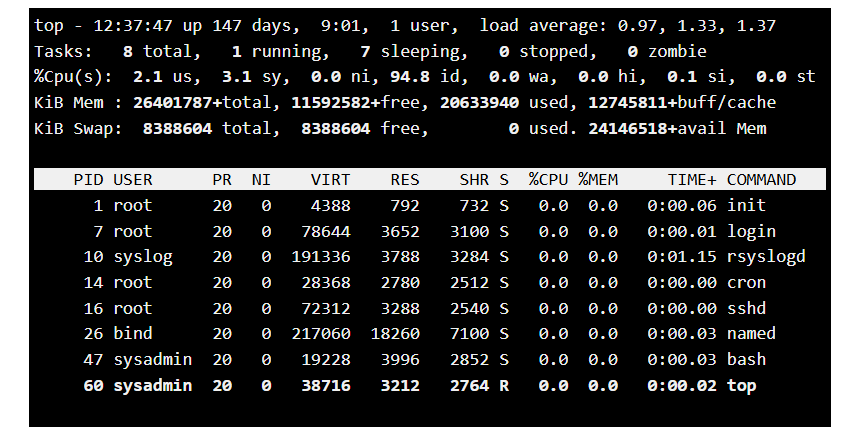 top - 12:37:47 up 147 days,  9:01,  1 user,  load average: 0.97, 1.33, 1.37
Tasks:   8 total,   1 running,   7 sleeping,   0 stopped,   0 zombie
%Cpu(s):  2.1 us,  3.1 sy,  0.0 ni, 94.8 id,  0.0 wa,  0.0 hi,  0.1 si,  0.0 st
KiB Mem : 26401787+total, 11592582+free, 20633940 used, 12745811+buff/cache
KiB Swap:  8388604 total,  8388604 free,        0 used. 24146518+avail Mem
PID USER      PR  NI    VIRT    RES    SHR S  %CPU %MEM     TIME+ COMMAND
1 root      20   0    4388    792    732 S   0.0  0.0   0:00.06 init
7 root      20   0   78644   3652   3100 S   0.0  0.0   0:00.01 login
10 syslog    20   0  191336   3788   3284 S   0.0  0.0   0:01.15 rsyslogd
14 root      20   0   28368   2780   2512 S   0.0  0.0   0:00.00 cron
16 root      20   0   72312   3288   2540 S   0.0  0.0   0:00.00 sshd
26 bind      20   0  217060  18260   7100 S   0.0  0.0   0:00.03 named
47 sysadmin  20   0   19228   3996   2852 S   0.0  0.0   0:00.03 bash
60 sysadmin  20   0   38716   3212   2764 R   0.0  0.0   0:00.02 top